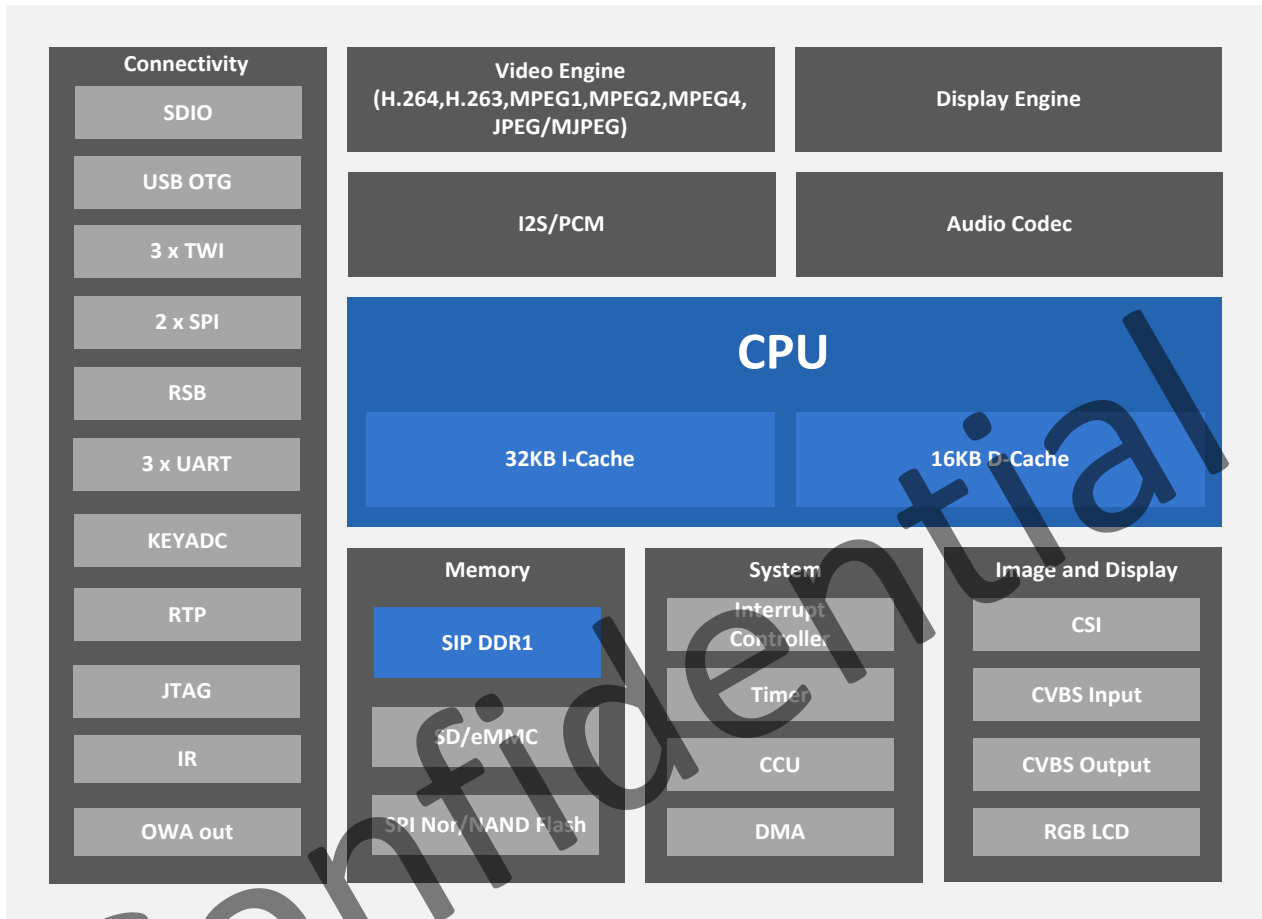 Connectivity
SDIO
USB OTG
3 x TWI
2 x SPI
RSB
3 x UART
KEYADC
RTP
JTAG
IR
OWA out
Video Engine
(H.264,H.263,MPEG1,MPEG2,MPEG4,
JPEG/MJPEG)
Display Engine
I2S/PCM
Audio Codec
CPU
32KB I-Cache
16KB D-Cache
Memory
SIP DDR1
SD/eMMC
SPI Nor/NAND Flash
System
Interrupt
Controller
Timer
CCU
DMA
Image and Display
CSI
CVBS Input
CVBS Output
RGB LCD
Confidential